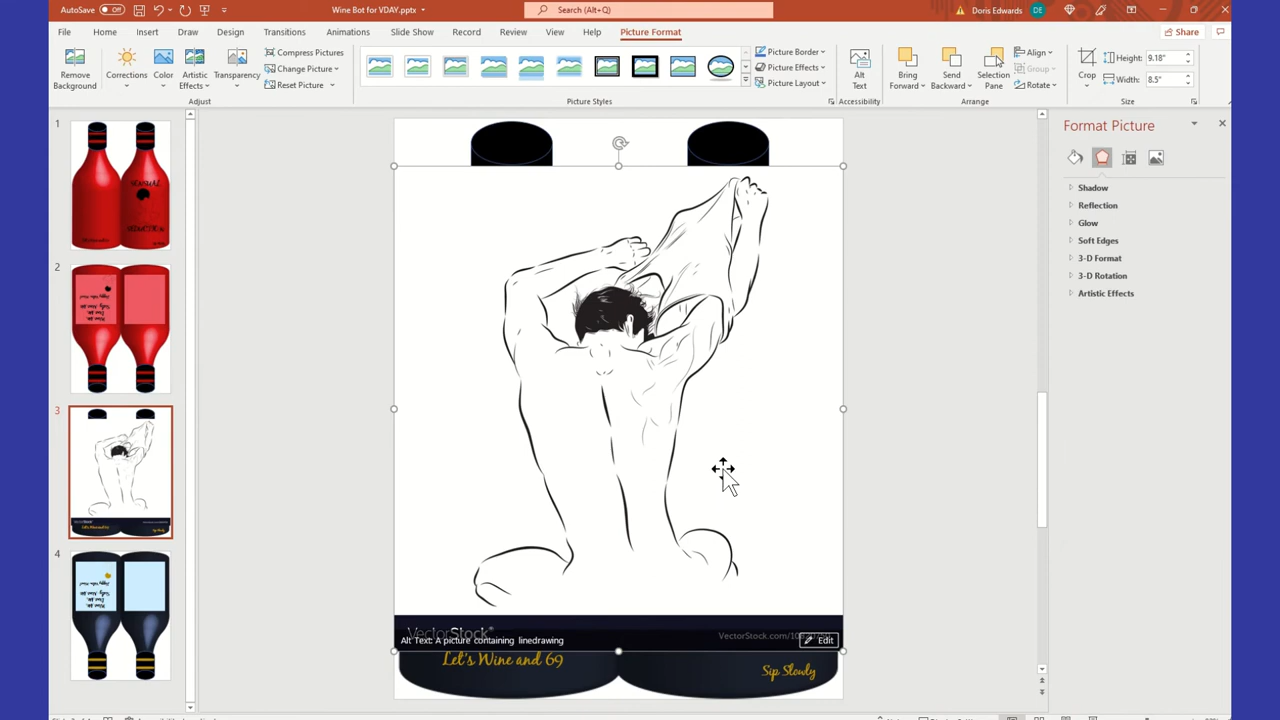 AutoSave Off Wine Bot for VDAY.pptx Search (Alt+Q) Doris Edwards DE
File Home Insert Draw Design Transitions Animations Slide Show Record Review View Help Picture Format Share
Remove Background
Corrections
Color
Artistic Effects
Transparency
Compress Pictures
Change Picture
Reset Picture
Adjust
Picture Styles
Picture Border
Picture Effects
Picture Layout
Alt Text
Accessibility
Bring Forward
Send Backward
Selection Pane
Align
Group
Rotate
Arrange
Crop
Height: 9.18"
Width: 8.5"
Size
1
SENSUAL
2
3
4
Format Picture
Shadow
Reflection
Glow
Soft Edges
3-D Format
3-D Rotation
Artistic Effects
VectorStock®
Alt Text: A picture containing linedrawing
Edit
Let's Wine and 69
Sip Slowly